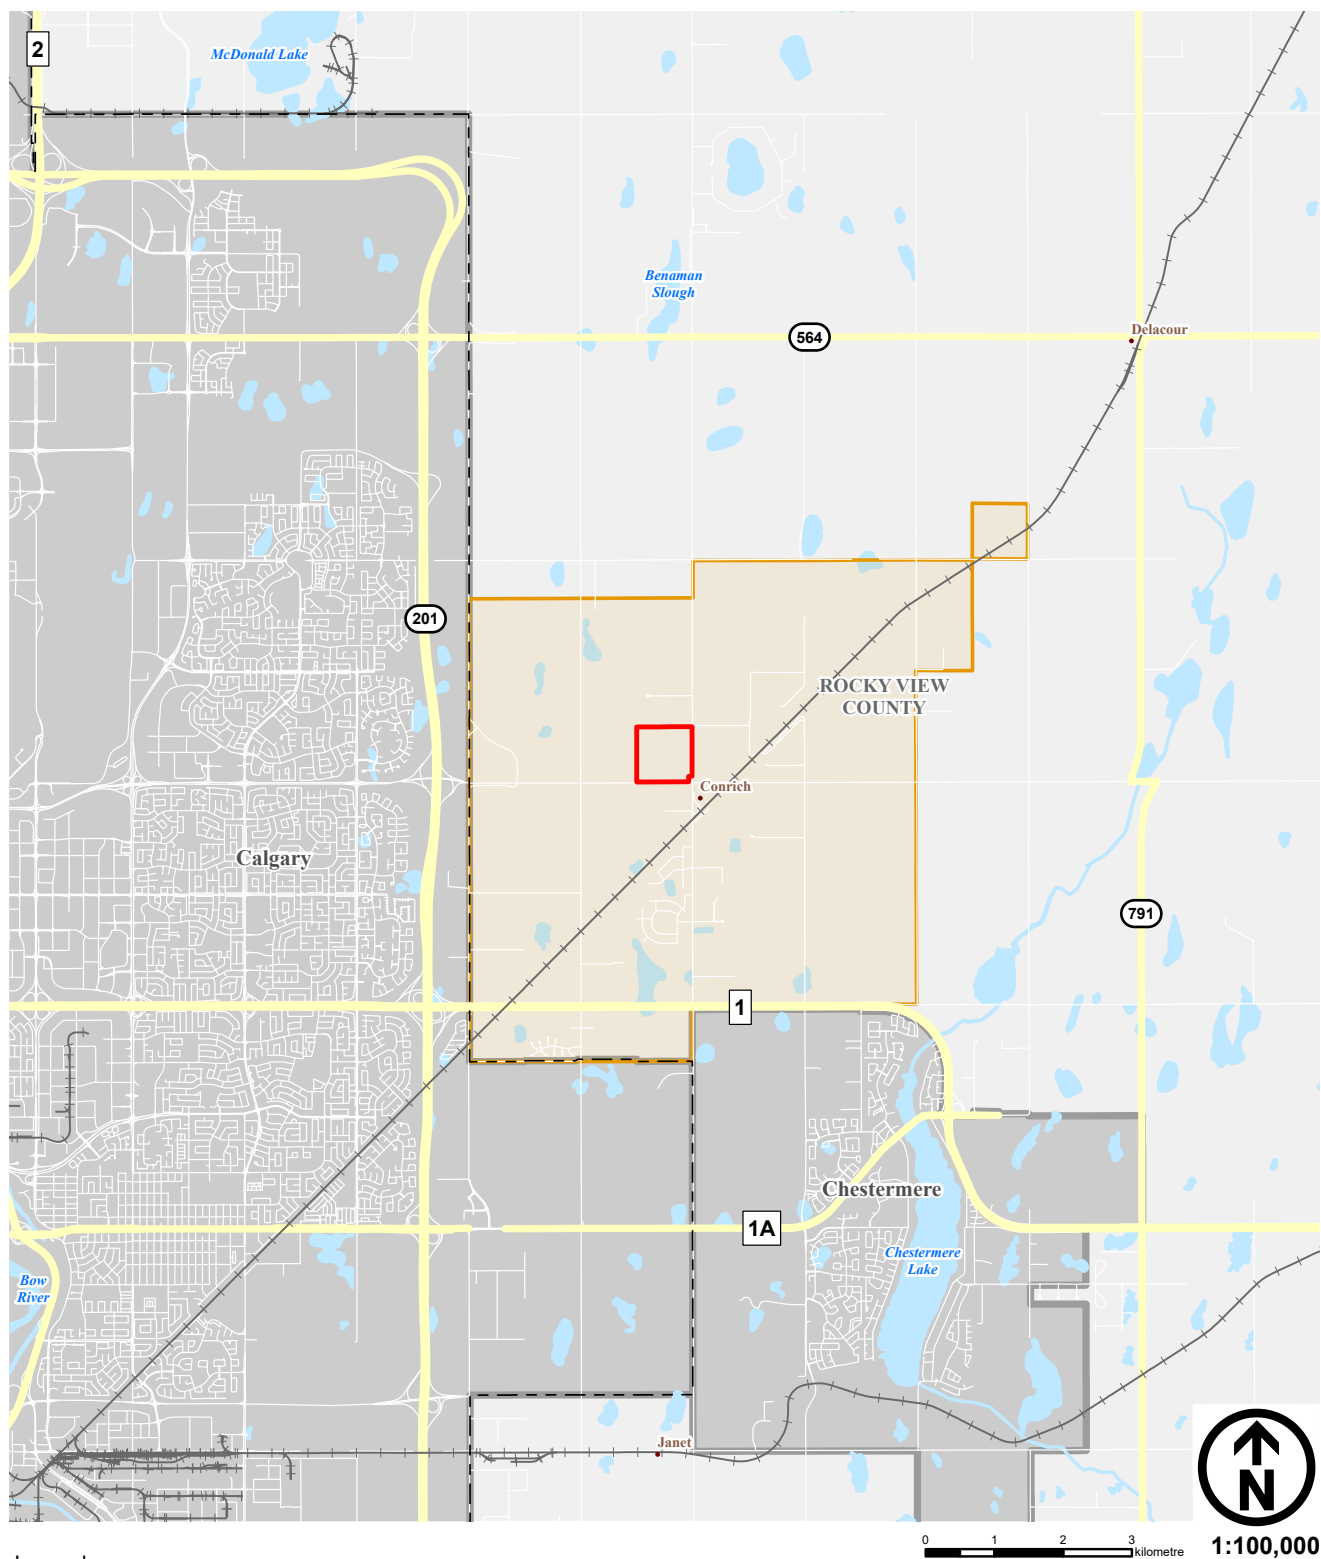 2
McDonald Lake
Benaman
Slough
564
Delacour
201
ROCKY VIEW
COUNTY
Conrich
Calgary
791
1
Chestermere
1A
Chestermere
Lake
Bow
River
Janet
N
0 1 2 3
kilometre
1:100,000